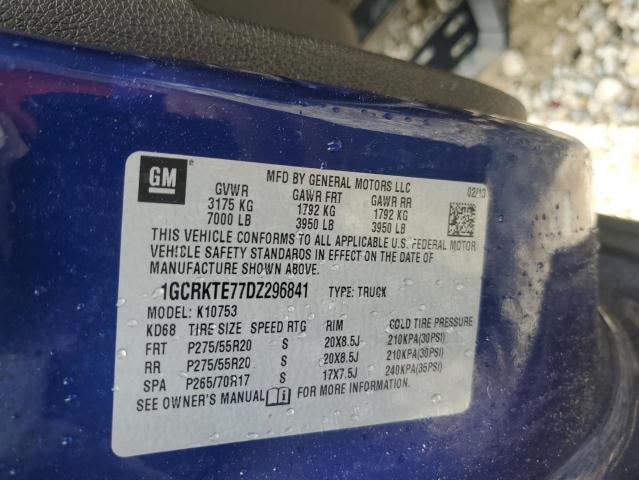 GM ®
MFD BY GENERAL MOTORS LLC
02/13
GVWR GAWR FRT GAWR RR
3175 KG 1792 KG 1792 KG
7000 LB 3950 LB 3950 LB
THIS VEHICLE CONFORMS TO ALL APPLICABLE U.S. FEDERAL MOTOR
VEHICLE SAFETY STANDARDS IN EFFECT ON THE DATE OF
MANUFACTURE SHOWN ABOVE.
1GCRKTE77DZ296841 TYPE: TRUCK
MODEL: K10753
KD68 TIRE SIZE SPEED RTG RIM COLD TIRE PRESSURE
FRT P275/55R20 S 20X8.5J 210KPA(30PSI)
RR P275/55R20 S 20X8.5J 210KPA(30PSI)
SPA P265/70R17 S 17X7.5J 240KPA(35PSI)
SEE OWNER'S MANUAL i FOR MORE INFORMATION.